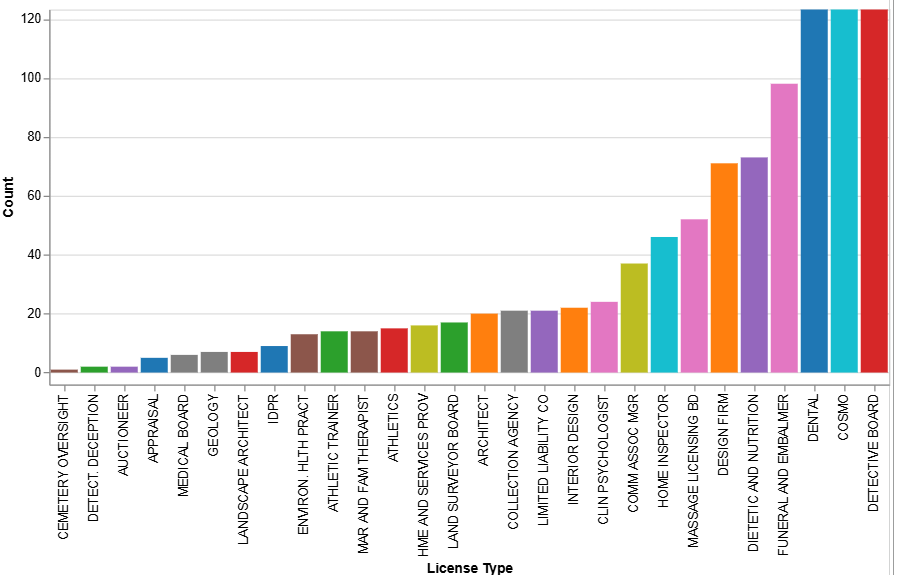 120
100
80
60
40
20
0
Count
CEMETERY OVERSIGHT
DETECT. DECEPTION
AUCTIONEER
APPRAISAL
MEDICAL BOARD
GEOLOGY
LANDSCAPE ARCHITECT
IDPR
ENVIRON. HLTH PRACT
ATHLETIC TRAINER
MAR AND FAM THERAPIST
ATHLETICS
HME AND SERVICES PROV
LAND SURVEYOR BOARD
ARCHITECT
COLLECTION AGENCY
LIMITED LIABILITY CO
INTERIOR DESIGN
CLIN PSYCHOLOGIST
COMM ASSOC MGR
HOME INSPECTOR
MASSAGE LICENSING BD
DESIGN FIRM
DIETETIC AND NUTRITION
FUNERAL AND EMBALMER
DENTAL
COSMO
DETECTIVE BOARD
License Type